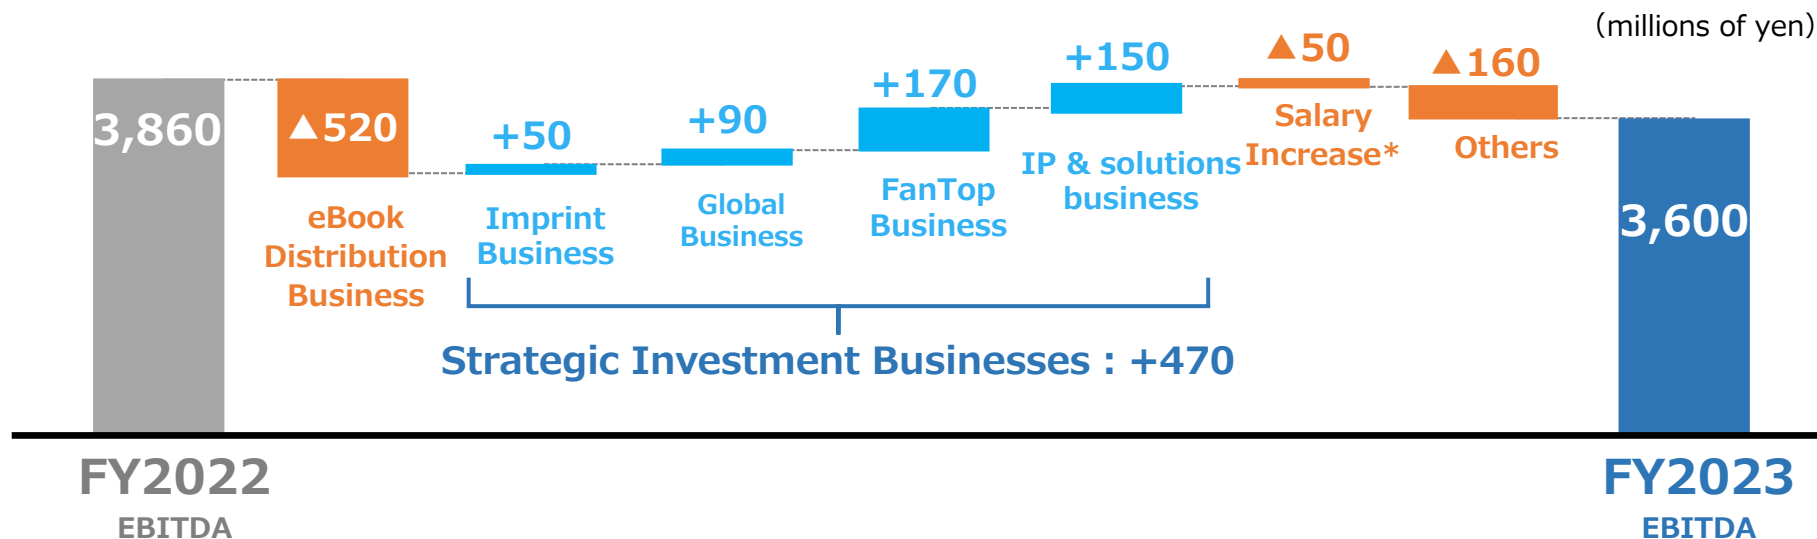 (millions of yen)
3,860
▲520
eBook
Distribution
Business
+50
Imprint
Business
+90
Global
Business
+170
FanTop
Business
+150
IP & solutions
business
▲50
Salary
Increase*
▲160
Others
3,600
Strategic Investment Businesses : +470
FY2022
EBITDA
FY2023
EBITDA